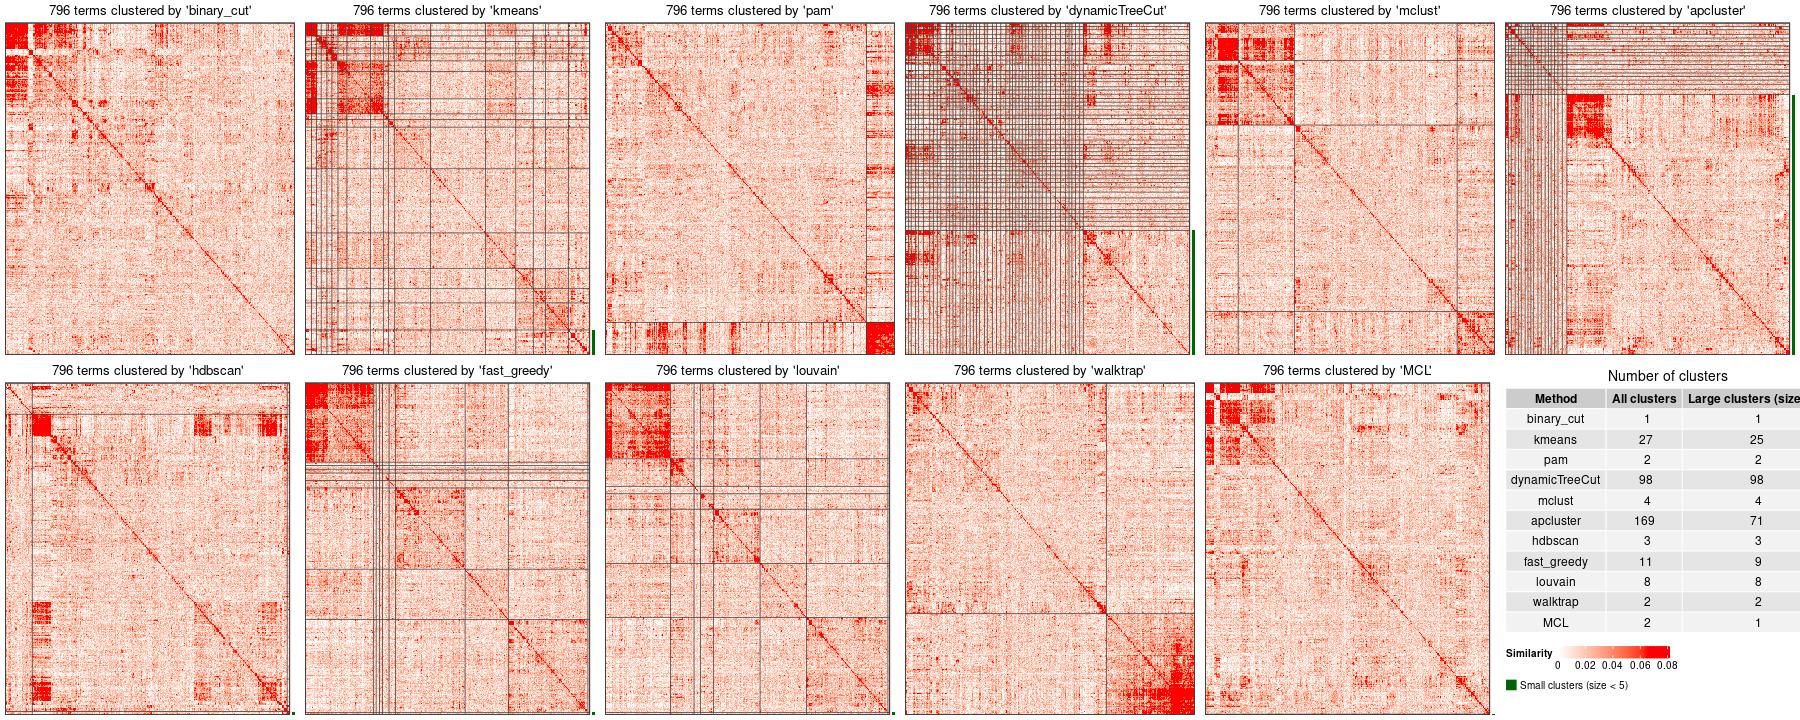 796 terms clustered by 'binary_cut'
796 terms clustered by 'kmeans'
796 terms clustered by 'pam'
796 terms clustered by 'dynamicTreeCut'
796 terms clustered by 'mclust'
796 terms clustered by 'apcluster'
796 terms clustered by 'hdbscan'
796 terms clustered by 'fast_greedy'
796 terms clustered by 'louvain'
796 terms clustered by 'walktrap'
796 terms clustered by 'MCL'
Number of clusters
Method All clusters Large clusters (size
binary_cut 1 1
kmeans 27 25
pam 2 2
dynamicTreeCut 98 98
mclust 4 4
apcluster 169 71
hdbscan 3 3
fast_greedy 11 9
louvain 8 8
walktrap 2 2
MCL 2 1
Similarity
0 0.02 0.04 0.06 0.08
Small clusters (size < 5)